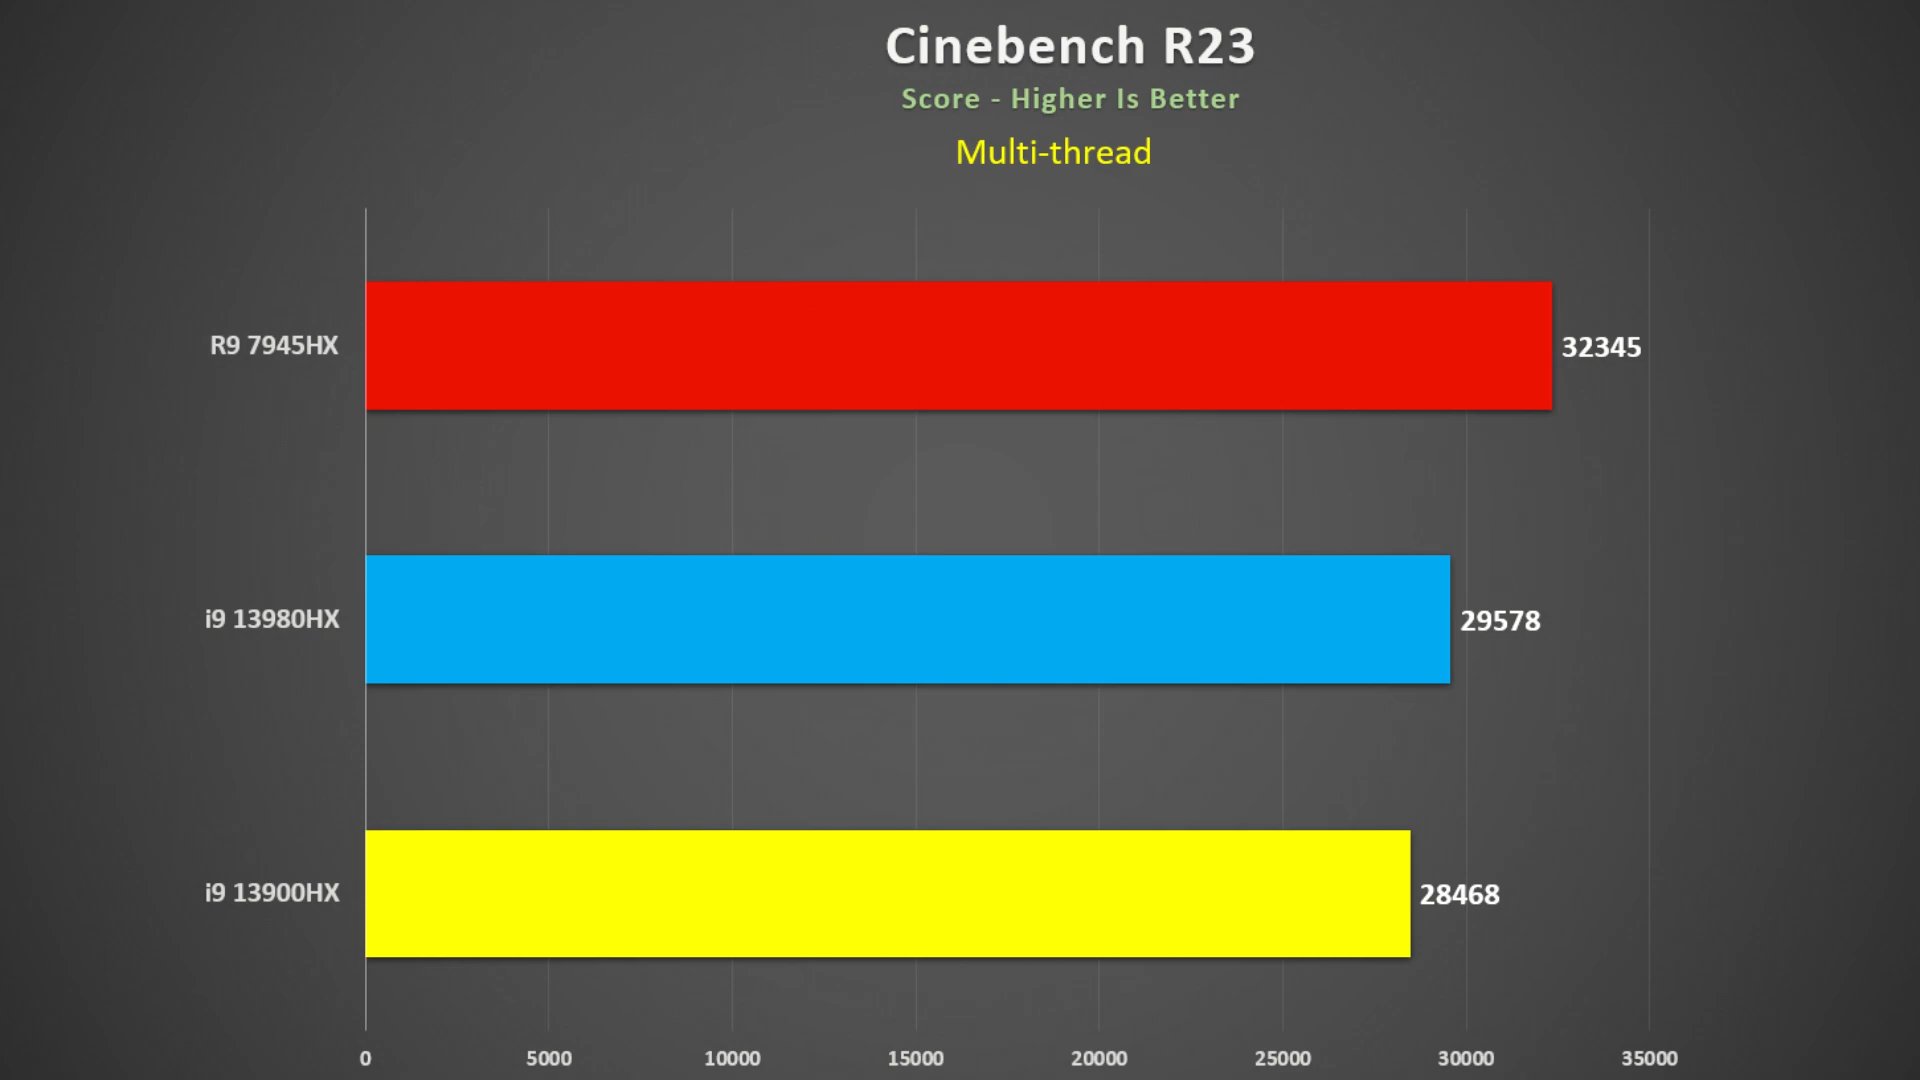 Cinebench R23
Score - Higher Is Better
Multi-thread
R9 7945HX
32345
i9 13980HX
29578
i9 13900HX
28468
0 5000 10000 15000 20000 25000 30000 35000